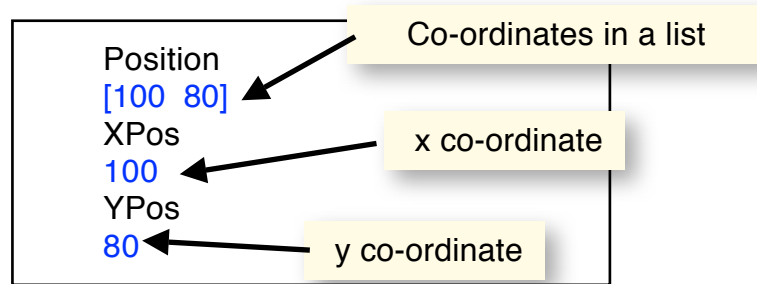 Co-ordinates in a list
Position
[100  80]
XPos
x co-ordinate
100
YPos
80
y co-ordinate